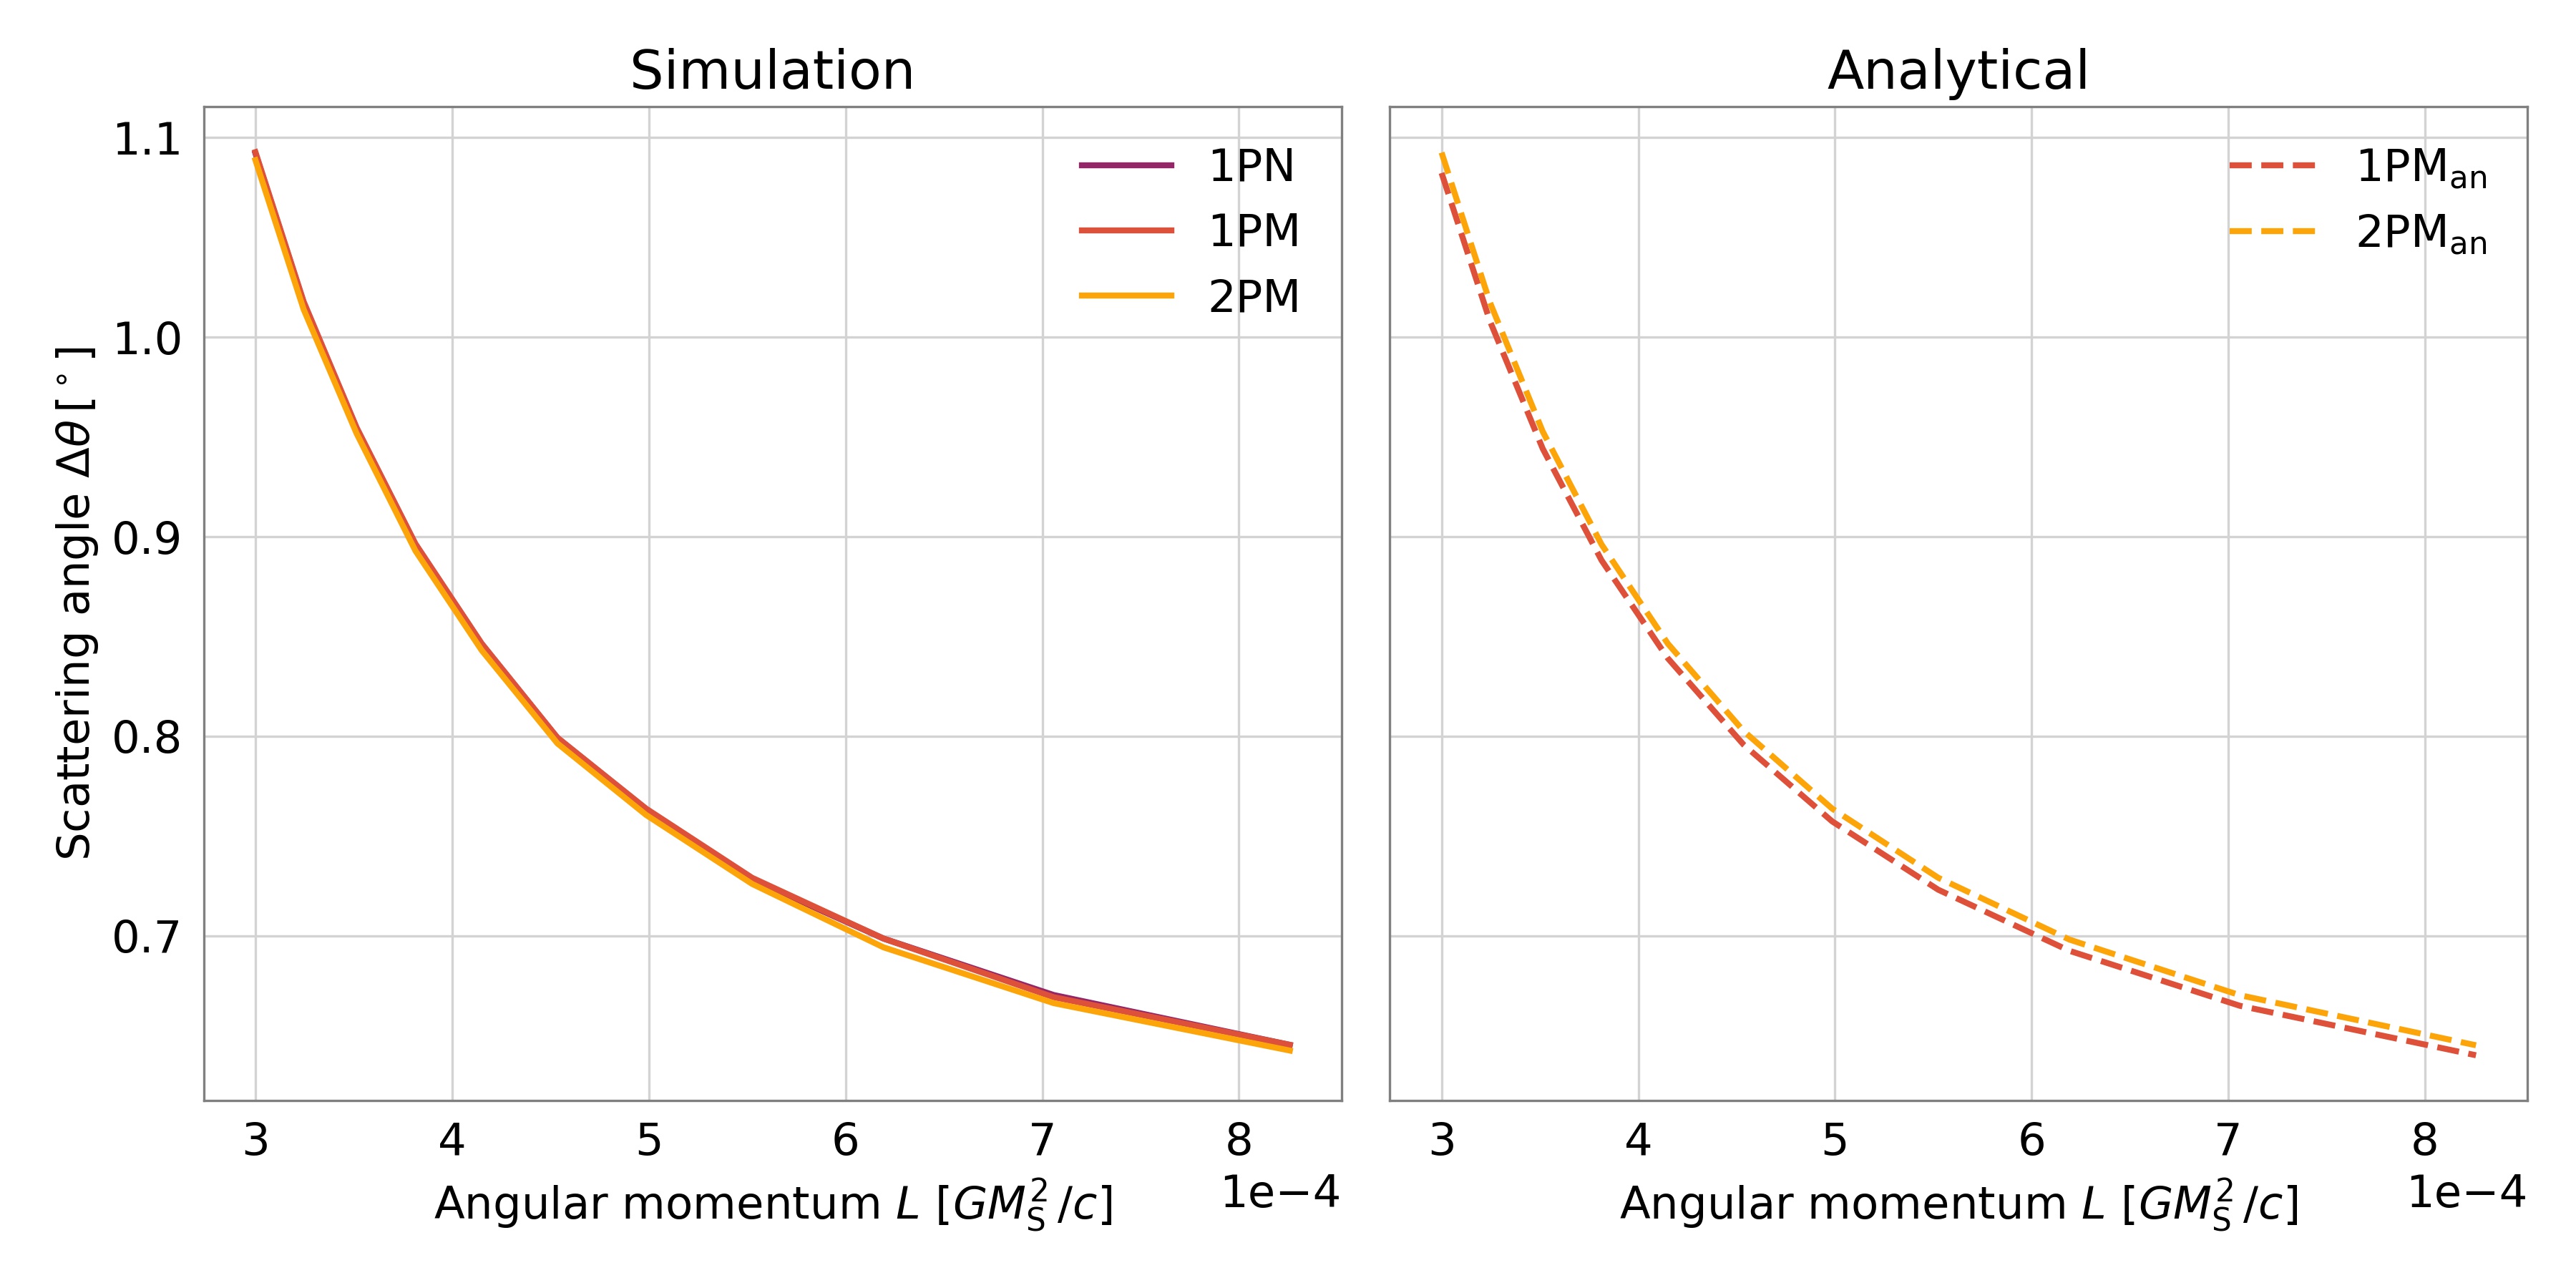 Simulation
1.1
1.0
0.9
0.8
0.7
Scattering angle Δθ [°]
1PN
1PM
2PM
3 4 5 6 7 8
1e−4
Angular momentum L [GM_S^2/c]
Analytical
1PM_an
2PM_an
3 4 5 6 7 8
1e−4
Angular momentum L [GM_S^2/c]